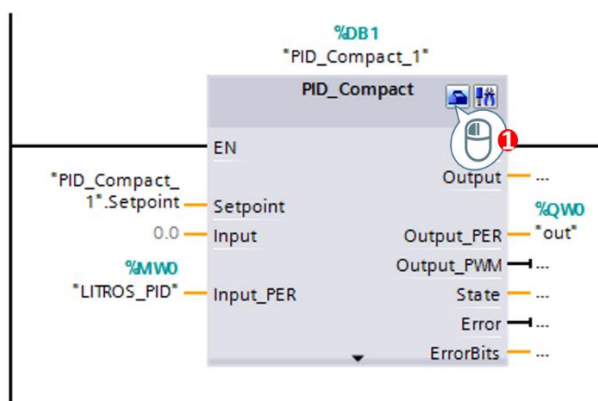 %DB1
"PID_Compact_1"
PID_Compact
1
EN
"PID_Compact_
1".Setpoint
Setpoint
0.0
Input
%MW0
"LITROS_PID"
Input_PER
Output
...
%QW0
Output_PER
"out"
Output_PWM
...
State
...
Error
...
ErrorBits
...